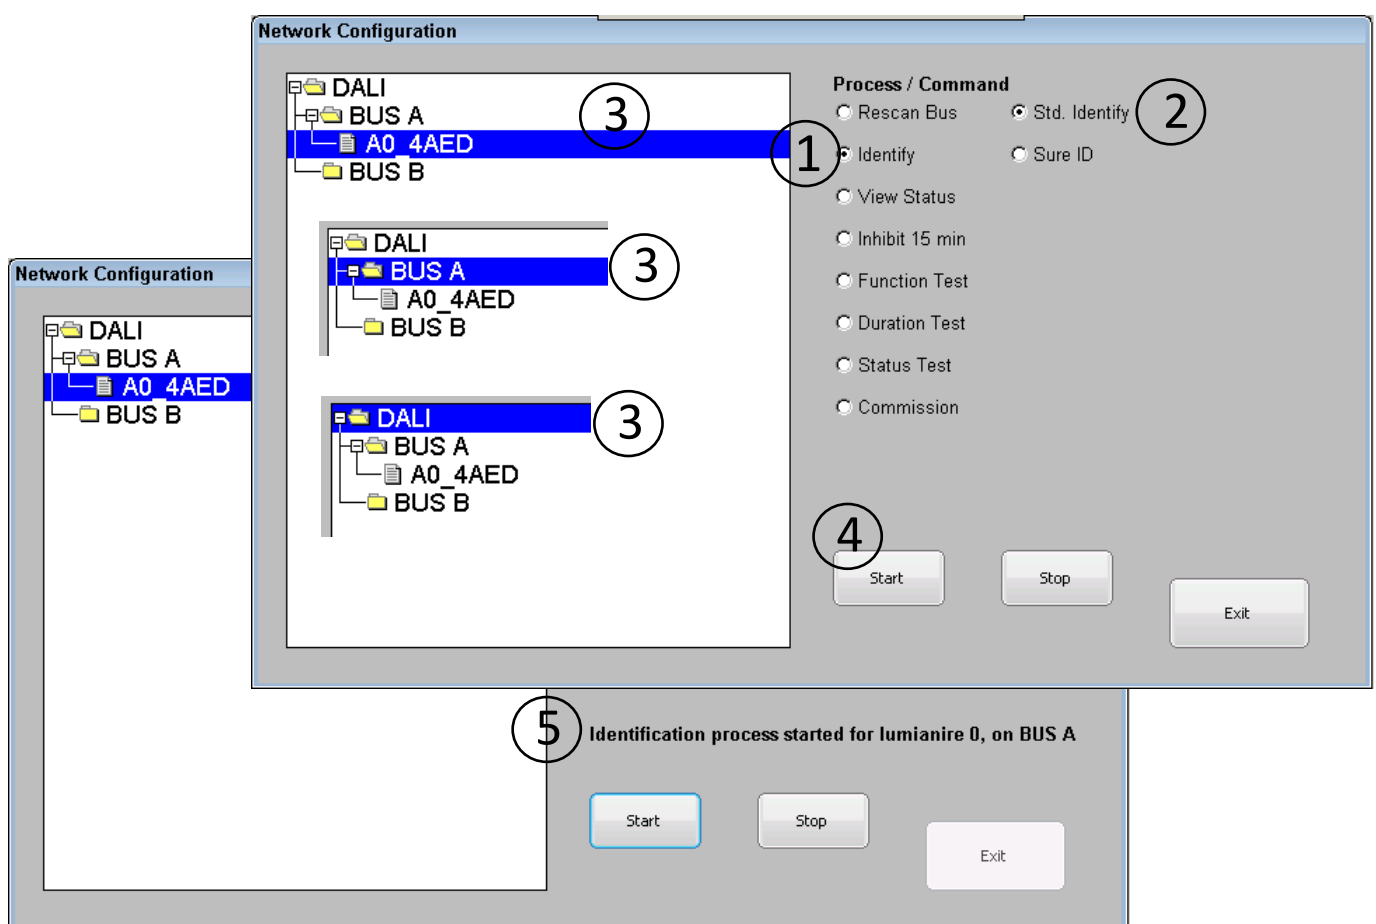 Network Configuration
DALI
BUS A
A0_4AED
BUS B
3
DALI
BUS A
A0_4AED
BUS B
3
DALI
BUS A
A0_4AED
BUS B
3
Process / Command
Rescan Bus
Std. Identify
2
1
Identify
Sure ID
View Status
Inhibit 15 min
Function Test
Duration Test
Status Test
Commission
4
Start
Stop
Exit
Network Configuration
DALI
BUS A
A0_4AED
BUS B
5
Identification process started for lumianire 0, on BUS A
Start
Stop
Exit